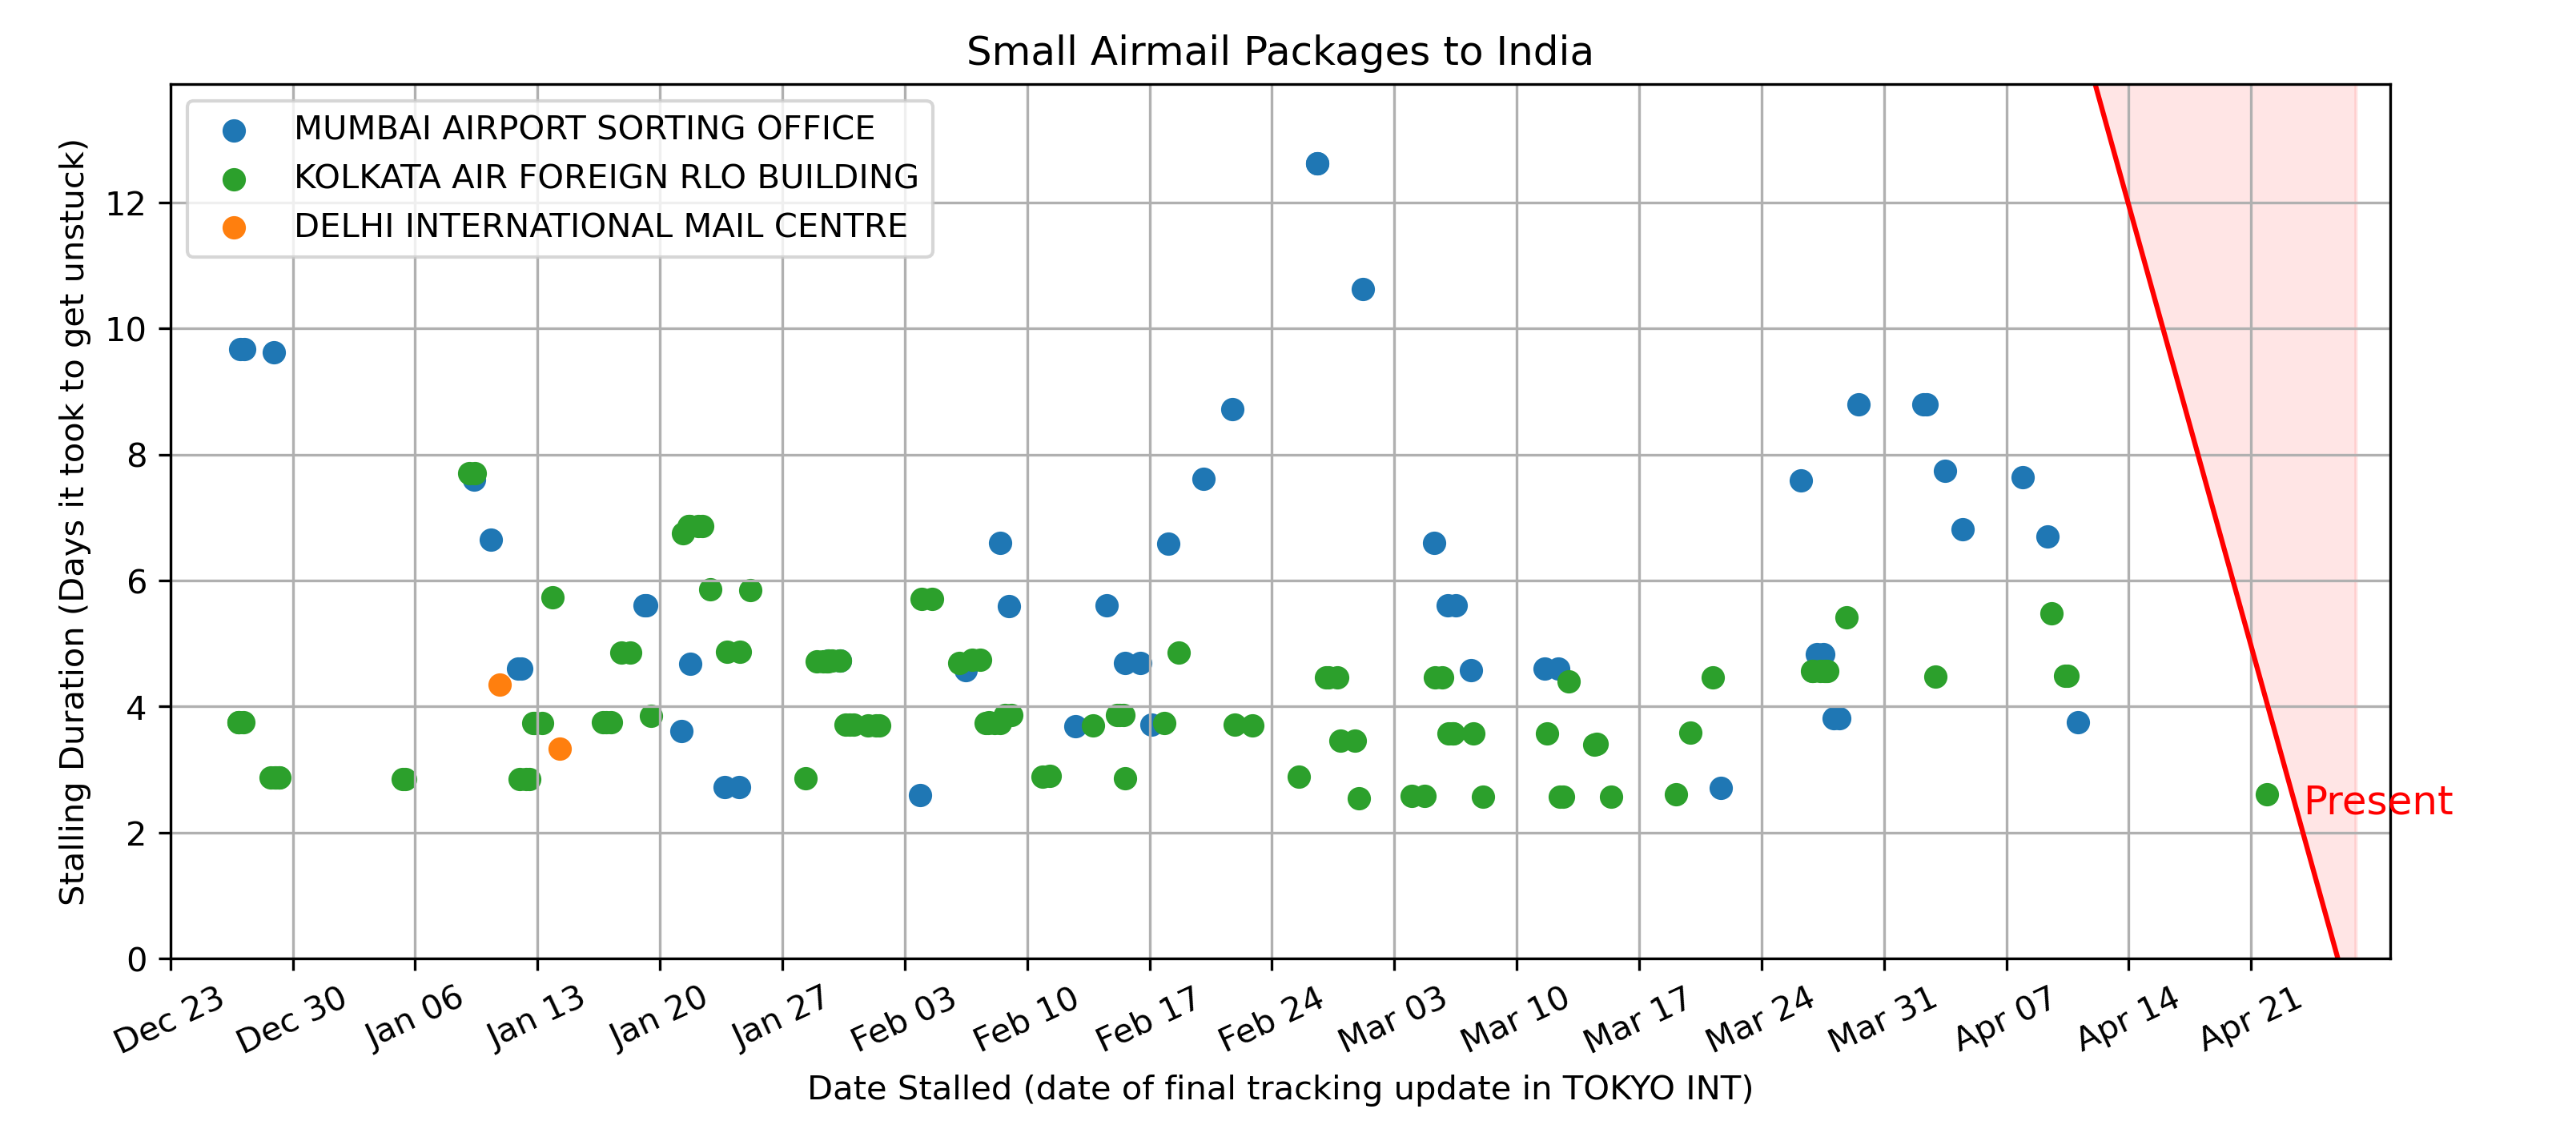 Small Airmail Packages to India
MUMBAI AIRPORT SORTING OFFICE
KOLKATA AIR FOREIGN RLO BUILDING
DELHI INTERNATIONAL MAIL CENTRE
Stalling Duration (Days it took to get unstuck)
12
10
8
6
4
2
0
Present
Dec 23
Dec 30
Jan 06
Jan 13
Jan 20
Jan 27
Feb 03
Feb 10
Feb 17
Feb 24
Mar 03
Mar 10
Mar 17
Mar 24
Mar 31
Apr 07
Apr 14
Apr 21
Date Stalled (date of final tracking update in TOKYO INT)